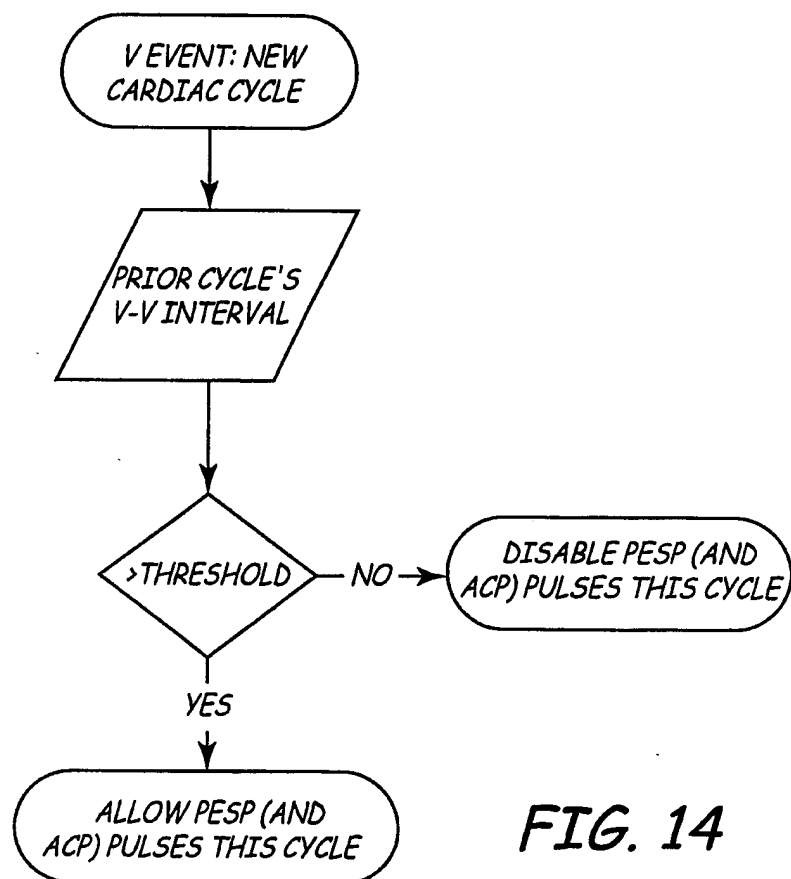 V EVENT: NEW
CARDIAC CYCLE
PRIOR CYCLE'S
V-V INTERVAL
>THRESHOLD
NO
DISABLE PESP (AND
ACP) PULSES THIS CYCLE
YES
ALLOW PESP (AND
ACP) PULSES THIS CYCLE
FIG. 14